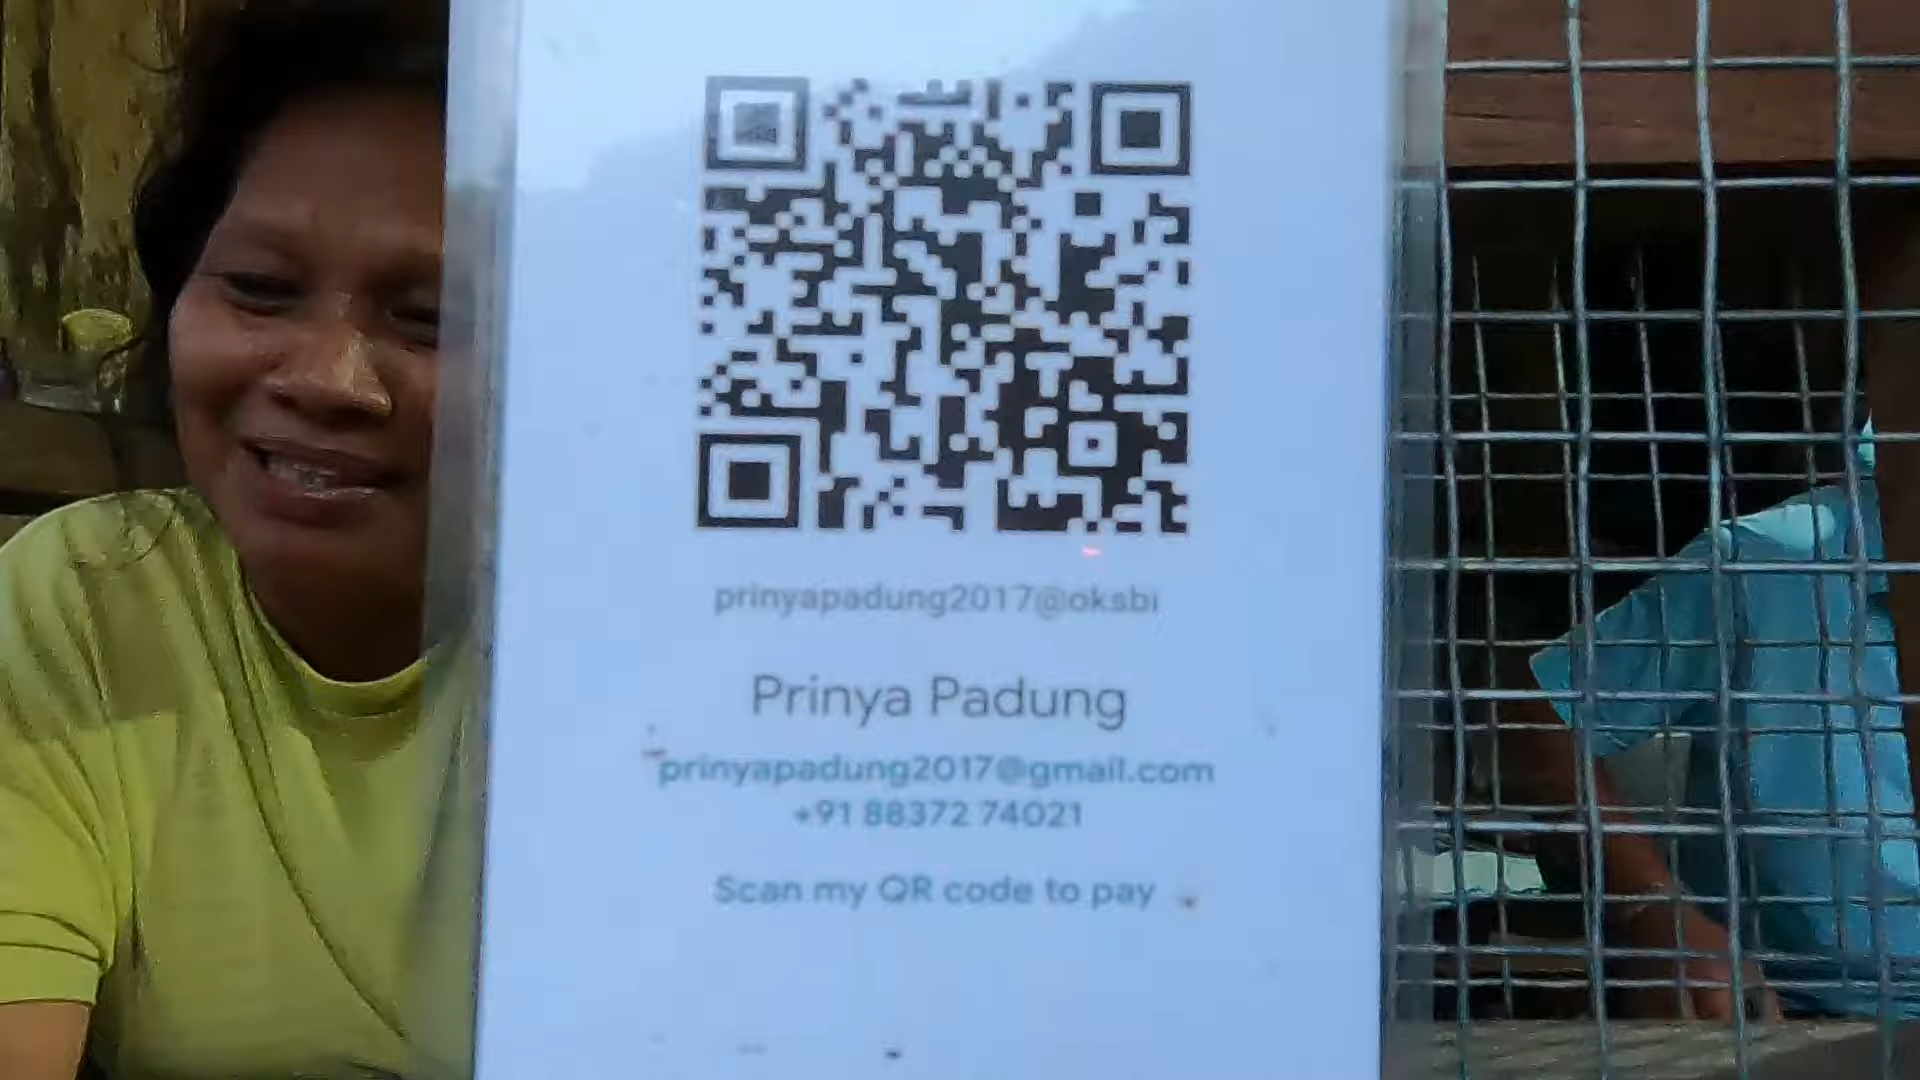 prinyapadung2017@oksbi
Prinya Padung
prinyapadung2017@gmail.com
+91 88372 74021
Scan my QR code to pay